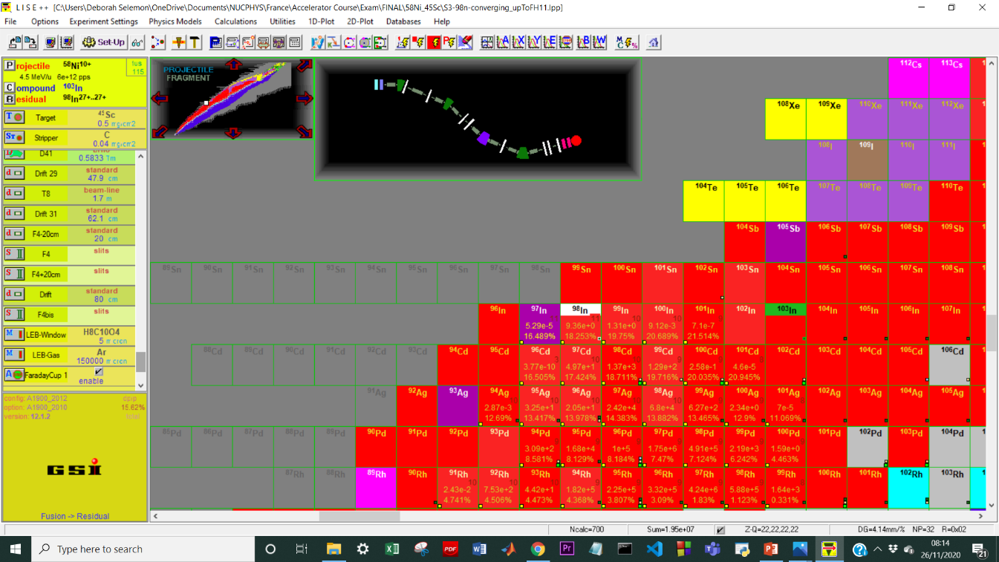 L I S E ++ [C:\Users\Deborah Selemon\OneDrive\Documents\NUCPHYS\France\Accelerator Course\Exam\FINAL\58Ni_45Sc\S3-98n-converging_upToFH11.lpp]
File Options Experiment Settings Physics Models Calculations Utilities 1D-Plot 2D-Plot Databases Help
Set-Up
Projectile 58Ni10+
4.5 MeV/u 6e+12 pps
Compound 103In
Residual 98In27+..27+
fus 115
T Target 45Sc
0.5 mg/cm2
ST Stripper C
0.04 mg/cm2
D41
0.5833 Tm
d Drift 29 standard
47.9 cm
d T8 beam-line
1.7 m
d Drift 31 standard
62.1 cm
d F4-20cm standard
20 cm
S F4 slits
S F4+20cm slits
d Drift standard
80 cm
S F4bis slits
M LEB-Window H8C10O4
5 micron
M LEB-Gas Ar
150000 micron
A FaradayCup 1
enable
config: A1900_2012 dp/p
option: A1900_2010 15.62%
version: 12.1.2
GSI
Fusion -> Residual
PROJECTILE
FRAGMENT
112Cs 113Cs
108Xe 109Xe 110Xe 111Xe 112Xe
108I 109I 110I 111I
104Te 105Te 106Te 107Te 108Te 109Te 110Te
104Sb 105Sb 106Sb 107Sb 108Sb 109Sb
89Sn 90Sn 91Sn 92Sn 93Sn 94Sn 95Sn 96Sn 97Sn 98Sn 99Sn 100Sn 101Sn 102Sn 103Sn 104Sn 105Sn 106Sn 107Sn 108Sn
96In 97In 98In 99In 100In 101In 102In 103In 104In 105In 106In 107In
5.29e-5 9.36e+0 1.31e+0 9.12e-3 7.1e-7
16.489% 18.253% 19.75% 20.689% 21.514%
88Cd 89Cd 90Cd 91Cd 92Cd 93Cd 94Cd 95Cd 96Cd 97Cd 98Cd 99Cd 100Cd 101Cd 102Cd 103Cd 104Cd 105Cd 106Cd
3.77e-10 4.97e+1 1.37e+3 1.29e+2 2.58e-1 4.6e-5
16.505% 17.424% 18.711% 19.716% 20.035% 20.945%
91Ag 92Ag 93Ag 94Ag 95Ag 96Ag 97Ag 98Ag 99Ag 100Ag 101Ag 102Ag 103Ag 104Ag 105Ag
2.87e-3 3.25e+1 2.05e+1 2.42e+4 6.8e+4 6.27e+2 2.34e+0 7e-5
12.69% 13.417% 13.978% 14.383% 13.882% 13.465% 12.9% 11.069%
85Pd 86Pd 87Pd 88Pd 89Pd 90Pd 91Pd 92Pd 93Pd 94Pd 95Pd 96Pd 97Pd 98Pd 99Pd 100Pd 101Pd 102Pd 103Pd 104Pd
3.09e+2 1.68e+4 1e+5 1.75e+6 4.91e+5 2.19e+3 1.59e+0
8.581% 8.129% 8.184% 7.47% 7.124% 6.242% 4.463%
87Rh 88Rh 89Rh 90Rh 91Rh 92Rh 93Rh 94Rh 95Rh 96Rh 97Rh 98Rh 99Rh 100Rh 101Rh 102Rh 103Rh
2.43e-2 7.53e+2 4.42e+1 1.82e+5 2.25e+5 3.32e+5 4.24e+6 5.88e+5 1.64e+3
4.741% 4.506% 4.473% 4.368% 3.807% 3.09% 1.83% 1.123% 0.331%
Ncalc=700 Sum=1.95e+07 Z-Q=22,22,22,22 DG=4.14mm/% NP=32 R=0x02
Type here to search
08:14
26/11/2020
21